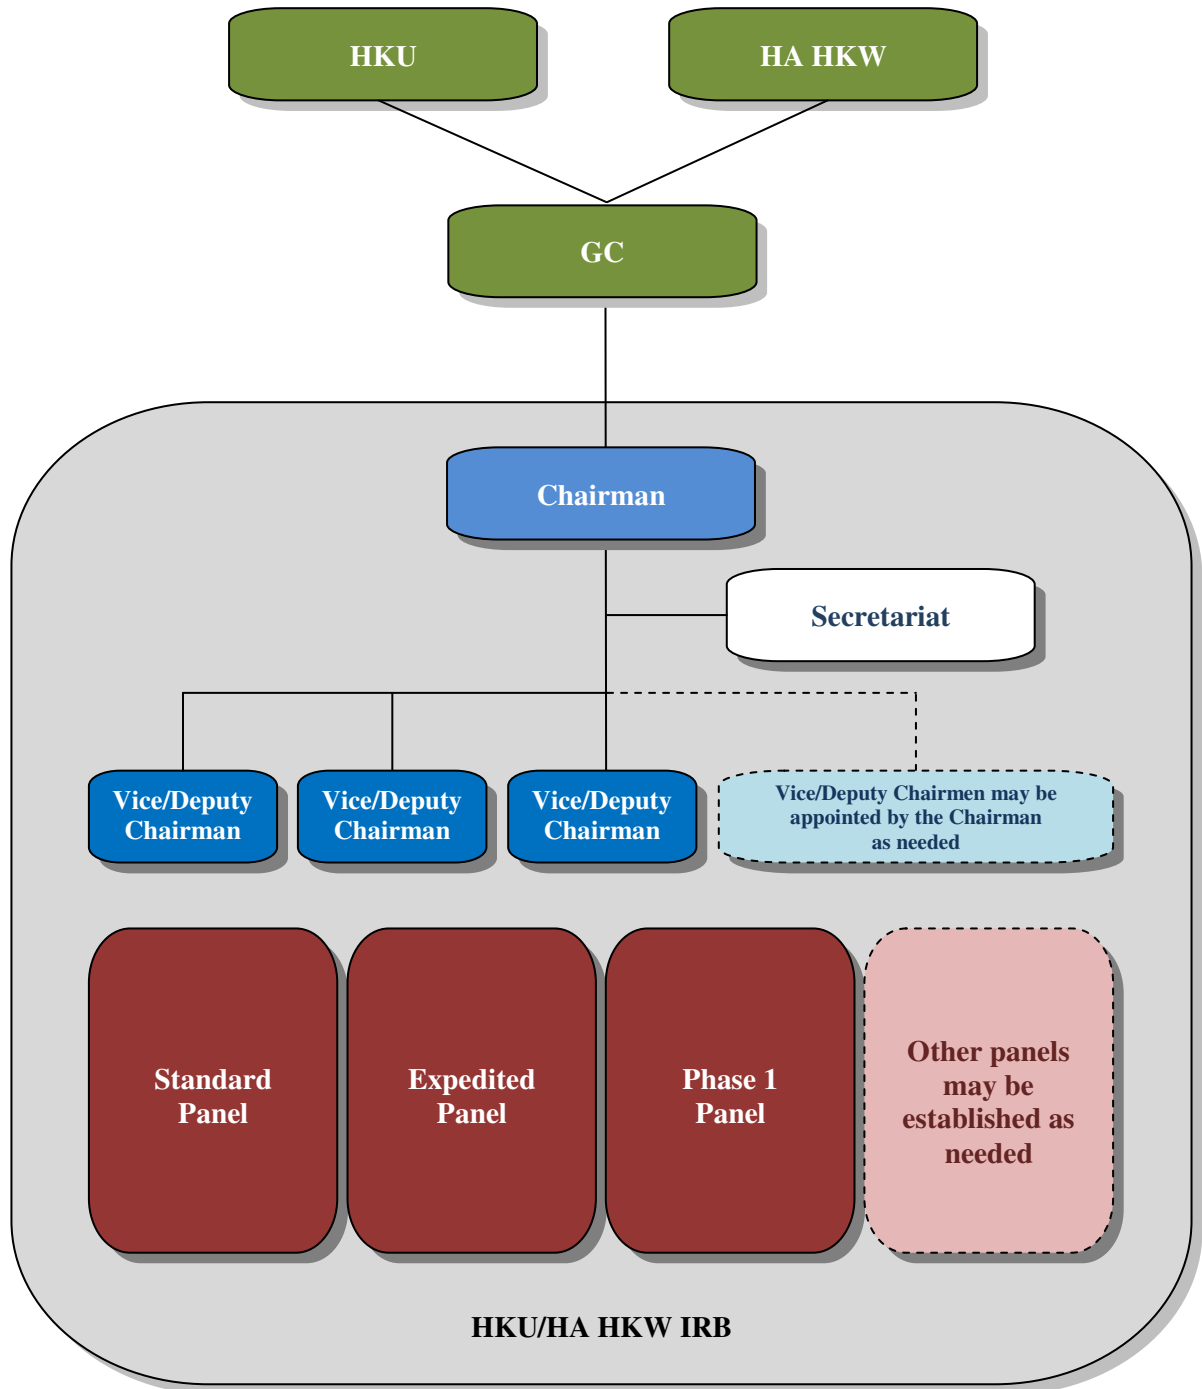 HKU
HA HKW
GC
Chairman
Secretariat
Vice/Deputy
Chairman
Vice/Deputy
Chairman
Vice/Deputy
Chairman
Vice/Deputy Chairmen may be
appointed by the Chairman
as needed
Standard
Panel
Expedited
Panel
Phase 1
Panel
Other panels
may be
established as
needed
HKU/HA HKW IRB